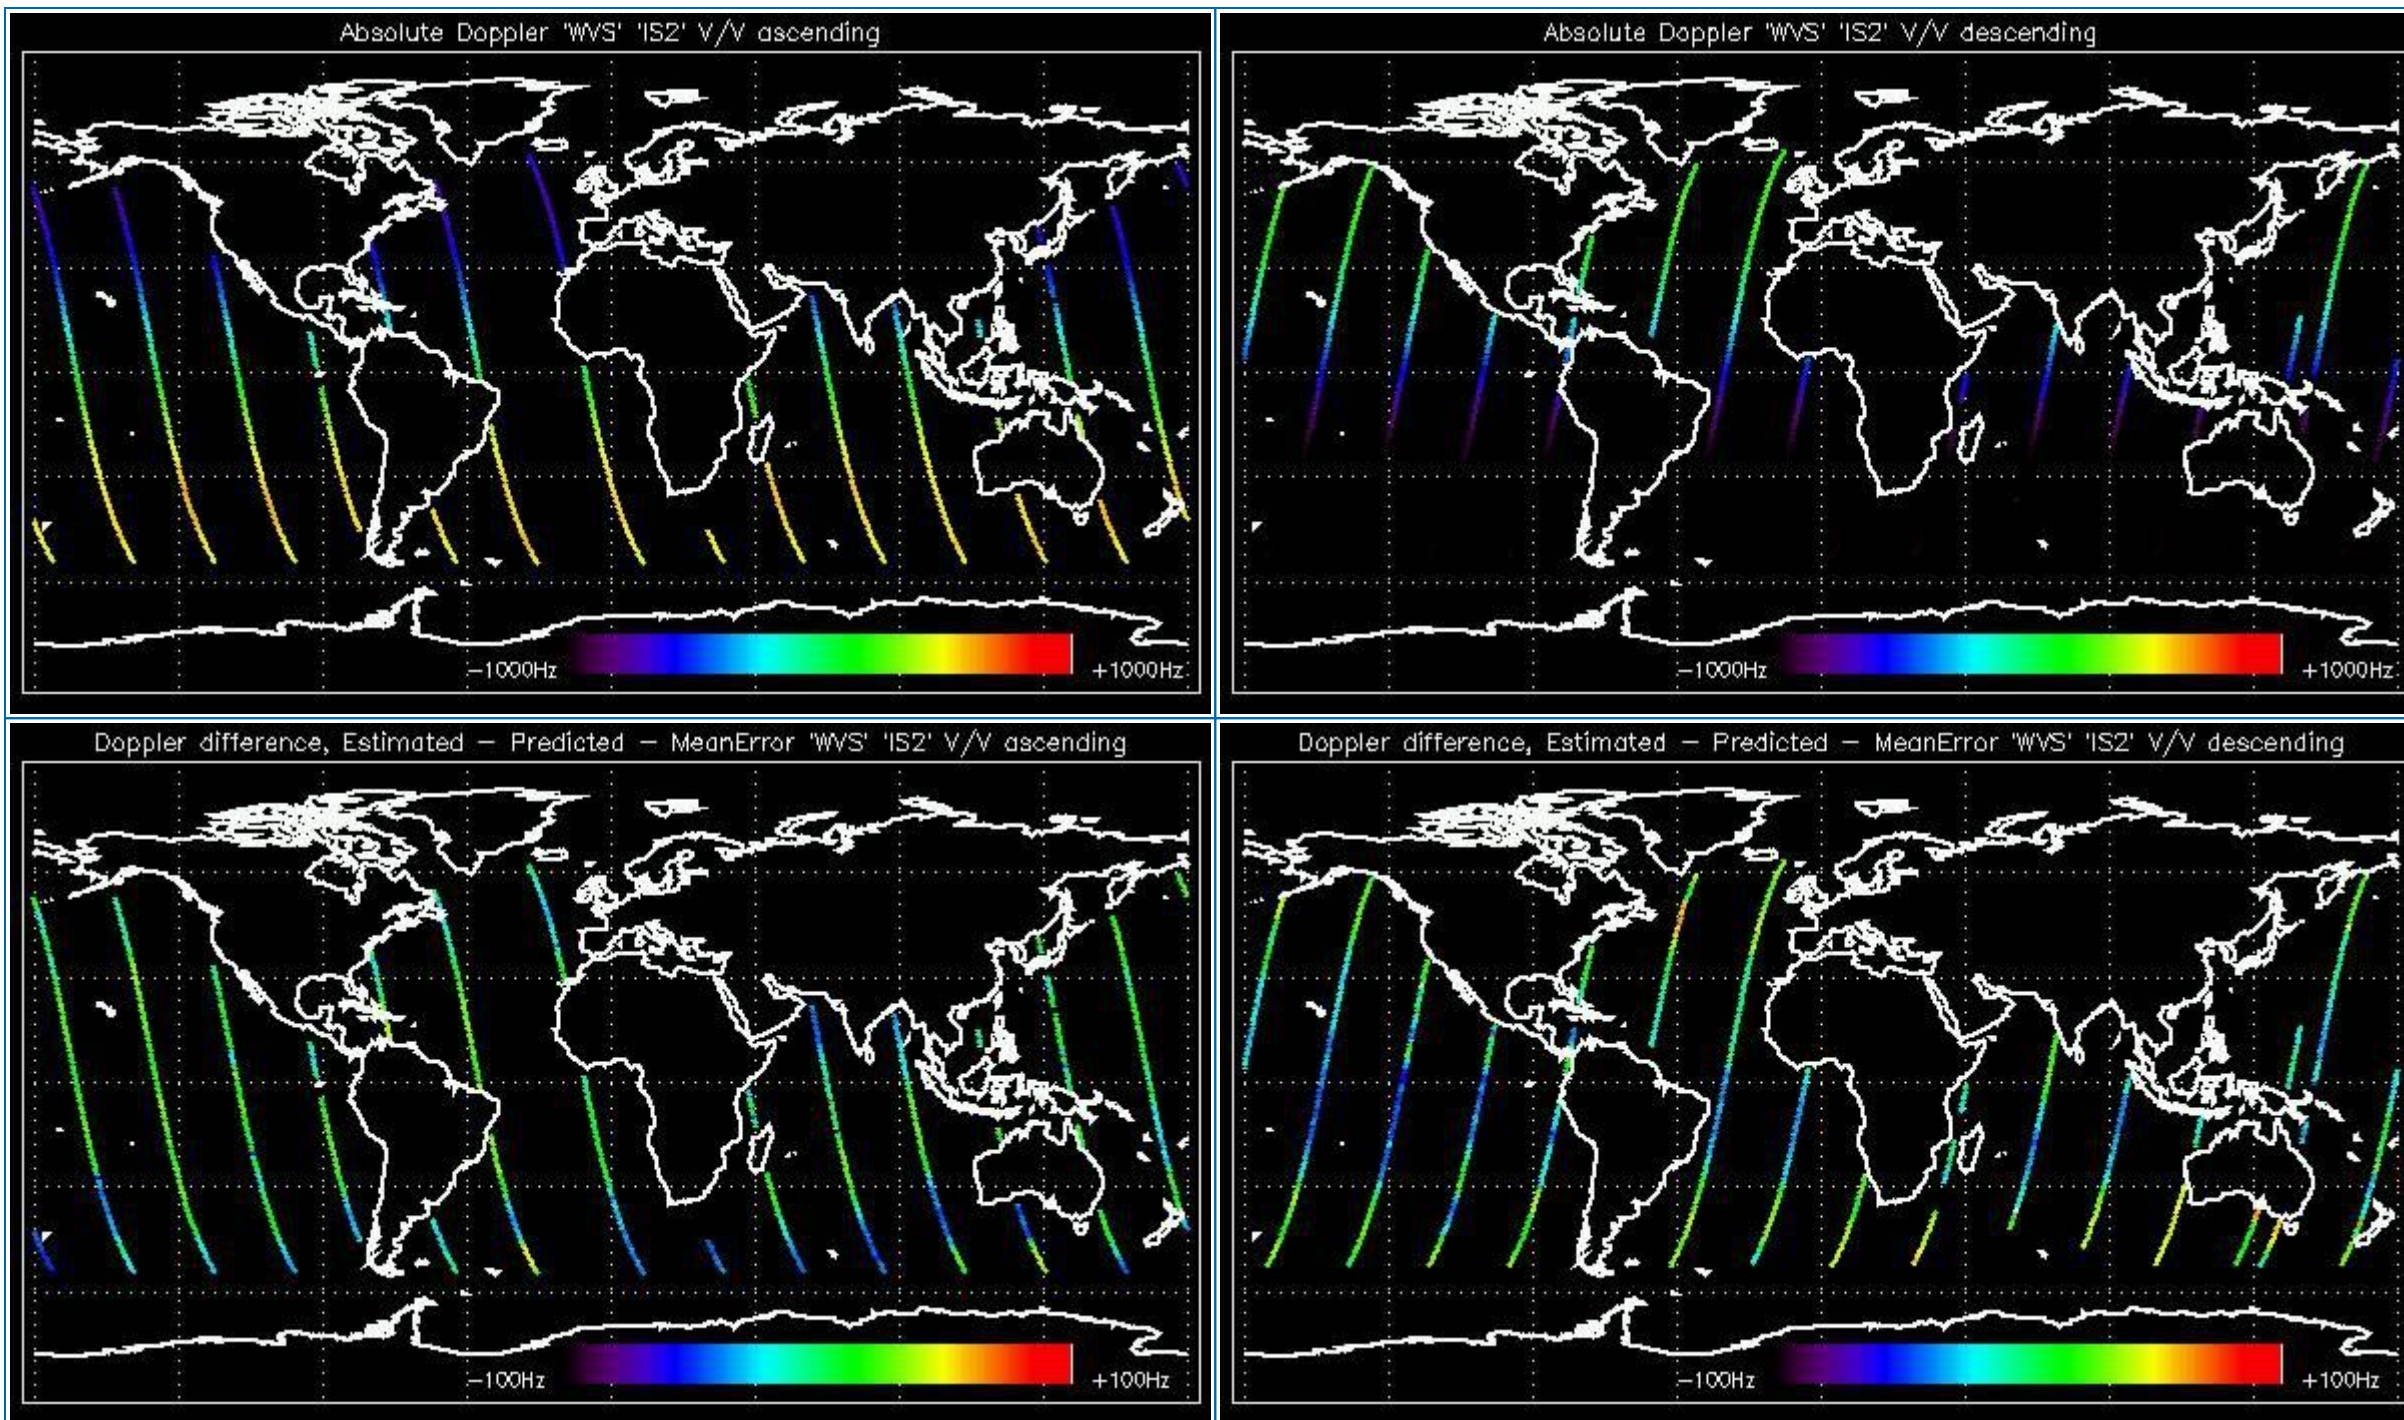 Absolute Doppler 'WVS' 'IS2' V/V ascending
-1000Hz
+1000Hz
Absolute Doppler 'WVS' 'IS2' V/V descending
-1000Hz
+1000Hz
Doppler difference, Estimated - Predicted - MeanError 'WVS' 'IS2' V/V ascending
-100Hz
+100Hz
Doppler difference, Estimated - Predicted - MeanError 'WVS' 'IS2' V/V descending
-100Hz
+100Hz